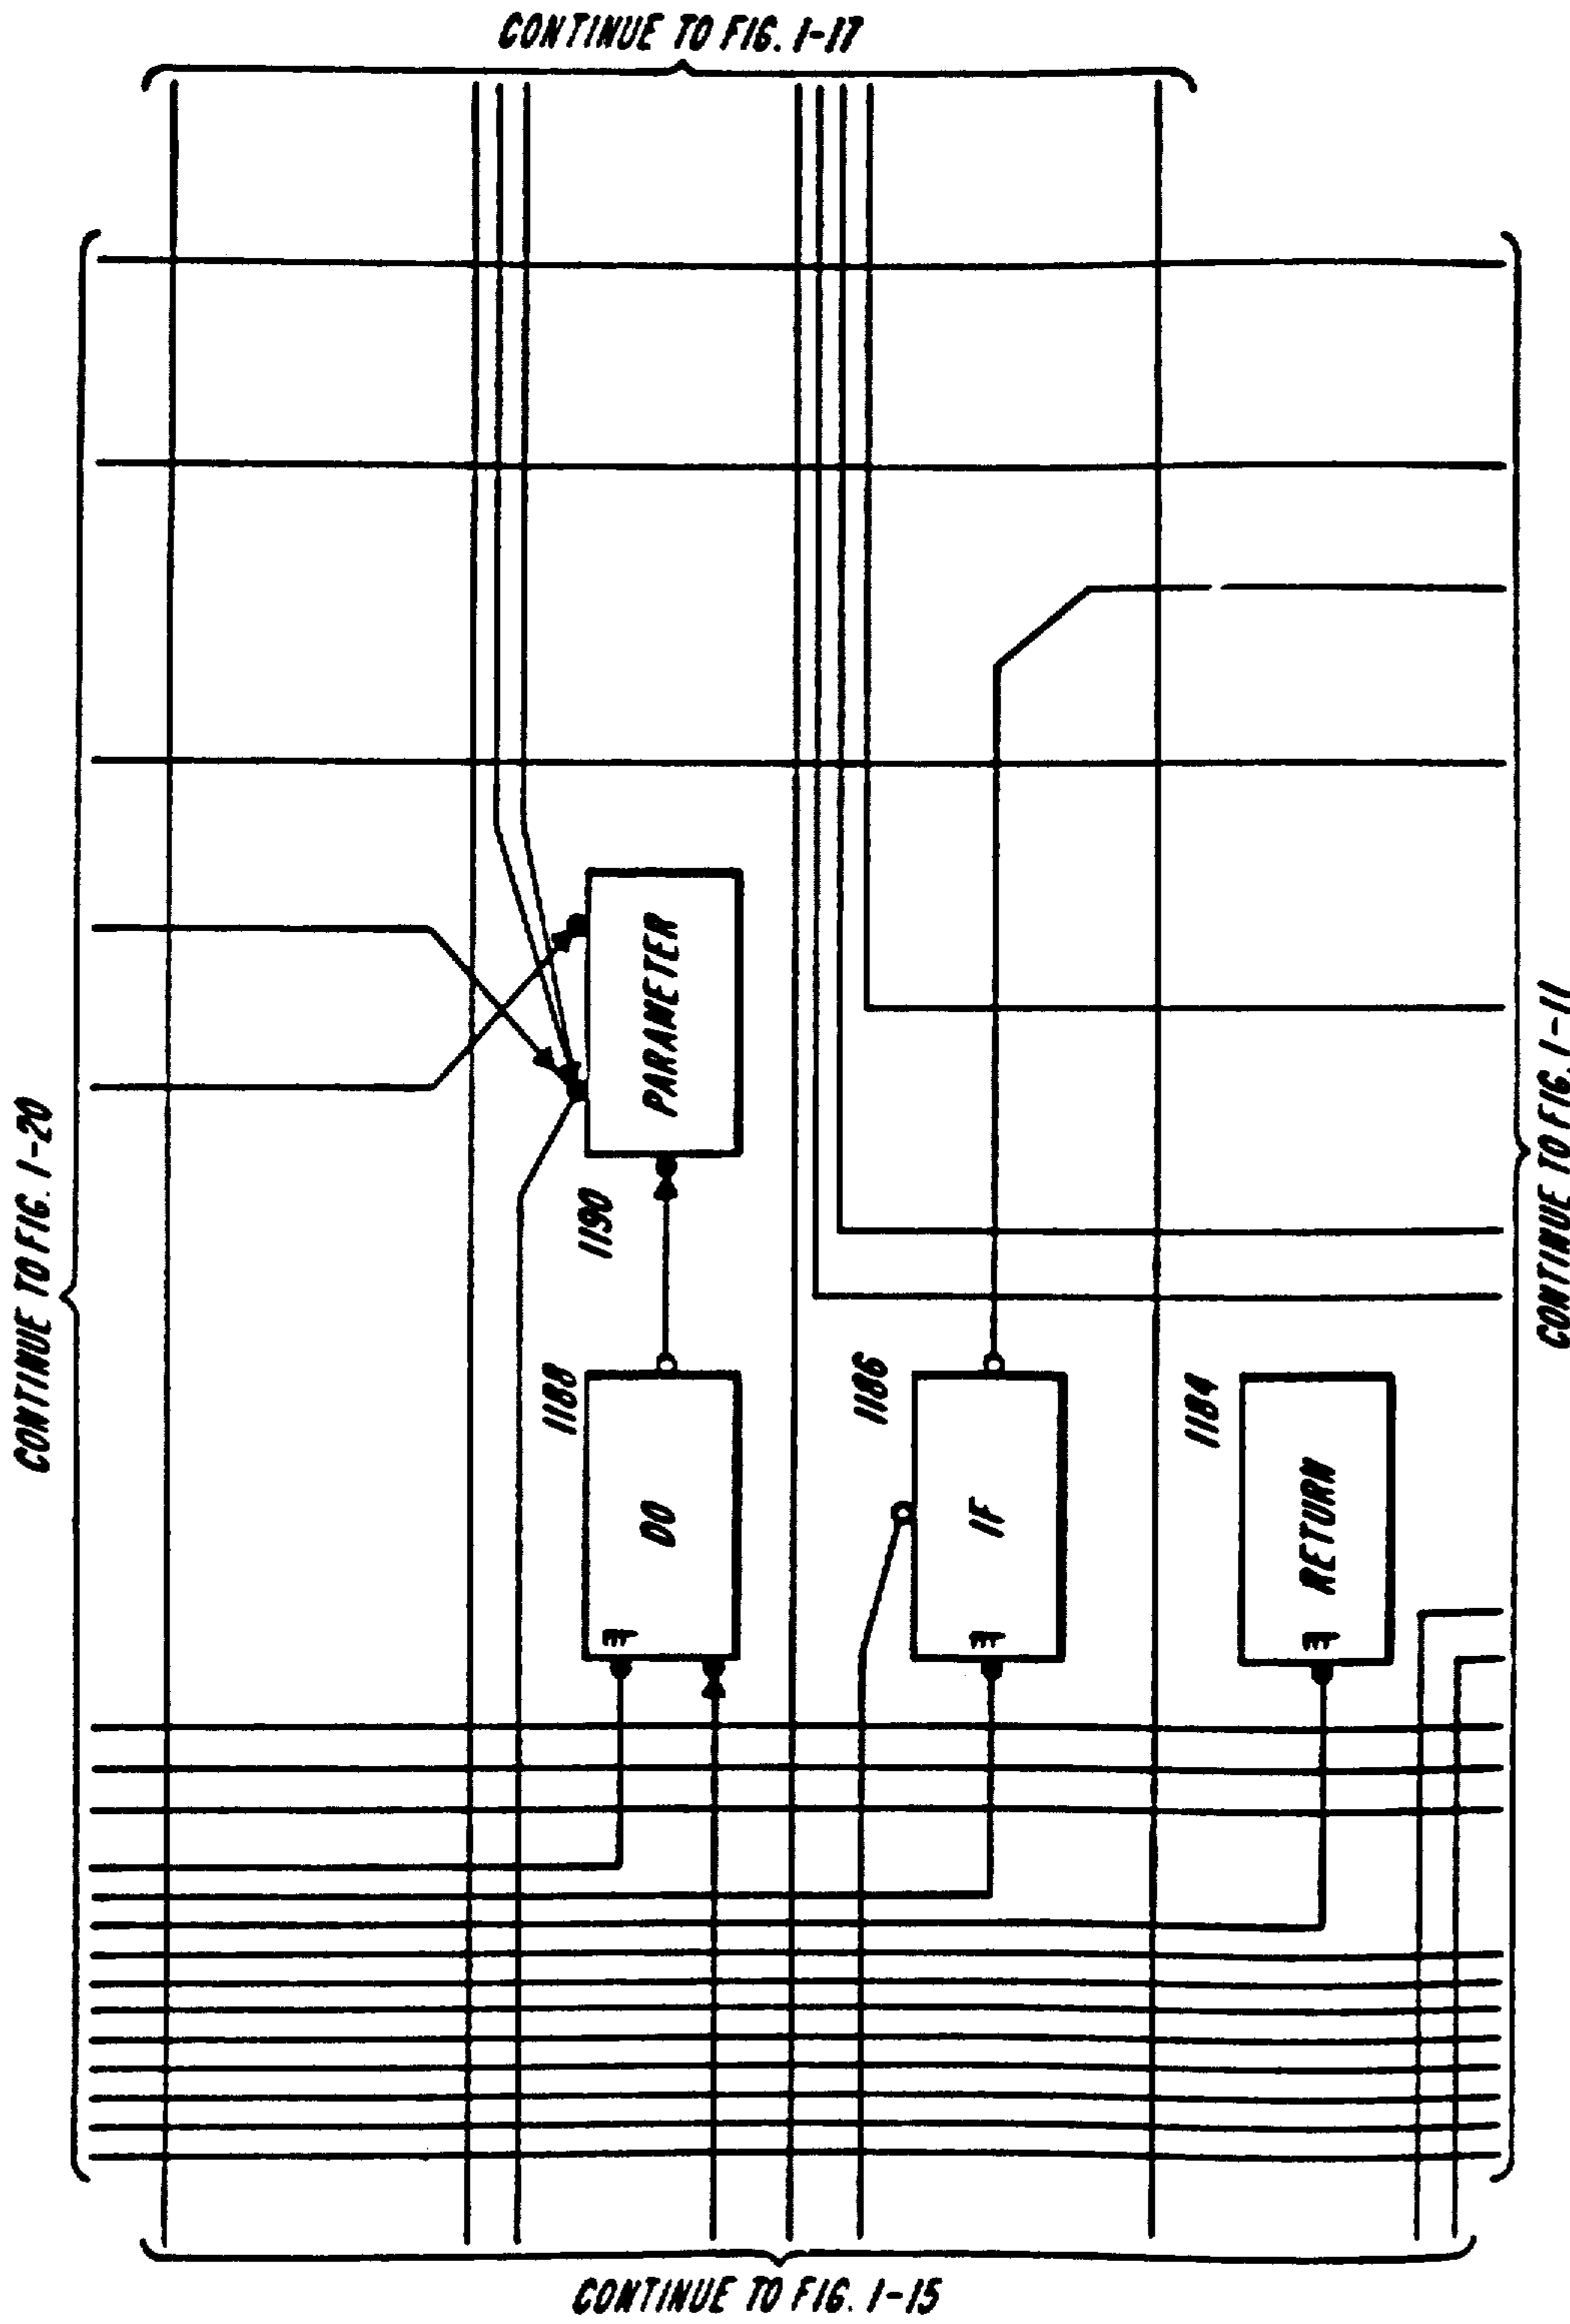 CONTINUE TO FIG. 1-17
CONTINUE TO FIG. 1-20
PARAMETER
1190
1188
DO
1186
IF
1184
RETURN
CONTINUE TO FIG. 1-11
CONTINUE TO FIG. 1-15